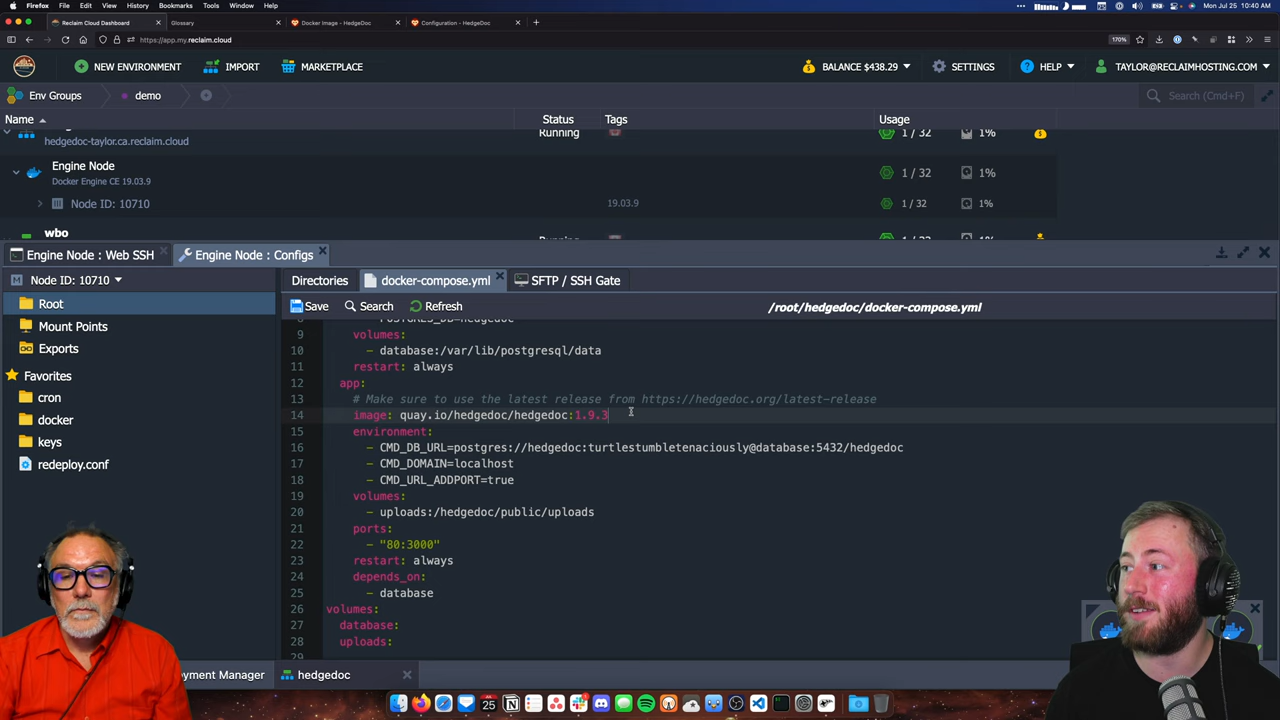 Firefox File Edit View History Bookmarks Tools Window Help
Mon Jul 25 10:40 AM
Reclaim Cloud Dashboard × Glossary × Docker Image - HedgeDoc × Configuration - HedgeDoc × +
https://app.my.reclaim.cloud
170%
NEW ENVIRONMENT IMPORT MARKETPLACE
BALANCE $438.29 SETTINGS HELP TAYLOR@RECLAIMHOSTING.COM
Env Groups demo
Search (Cmd+F)
Name Status Tags Usage
Running 1 / 32 1%
hedgedoc-taylor.ca.reclaim.cloud
Engine Node
Docker Engine CE 19.03.9
1 / 32 1%
Node ID: 10710 19.03.9 1 / 32 1%
wbo
Running
Engine Node : Web SSH × Engine Node : Configs ×
Node ID: 10710
Directories docker-compose.yml × SFTP / SSH Gate
Root
Mount Points
Exports
Favorites
cron
docker
keys
redeploy.conf
Save Search Refresh /root/hedgedoc/docker-compose.yml
8 - POSTGRES_DB=hedgedoc
9 volumes:
10 - database:/var/lib/postgresql/data
11 restart: always
12 app:
13 # Make sure to use the latest release from https://hedgedoc.org/latest-release
14 image: quay.io/hedgedoc/hedgedoc:1.9.3
15 environment:
16 - CMD_DB_URL=postgres://hedgedoc:turtlestumbletenaciously@database:5432/hedgedoc
17 - CMD_DOMAIN=localhost
18 - CMD_URL_ADDPORT=true
19 volumes:
20 - uploads:/hedgedoc/public/uploads
21 ports:
22 - "80:3000"
23 restart: always
24 depends_on:
25 - database
26 volumes:
27 database:
28 uploads:
29
yment Manager hedgedoc ×
25